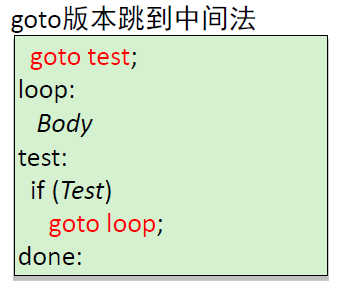 goto版本跳到中间法
goto test;
loop:
Body
test:
if (Test)
goto loop;
done: